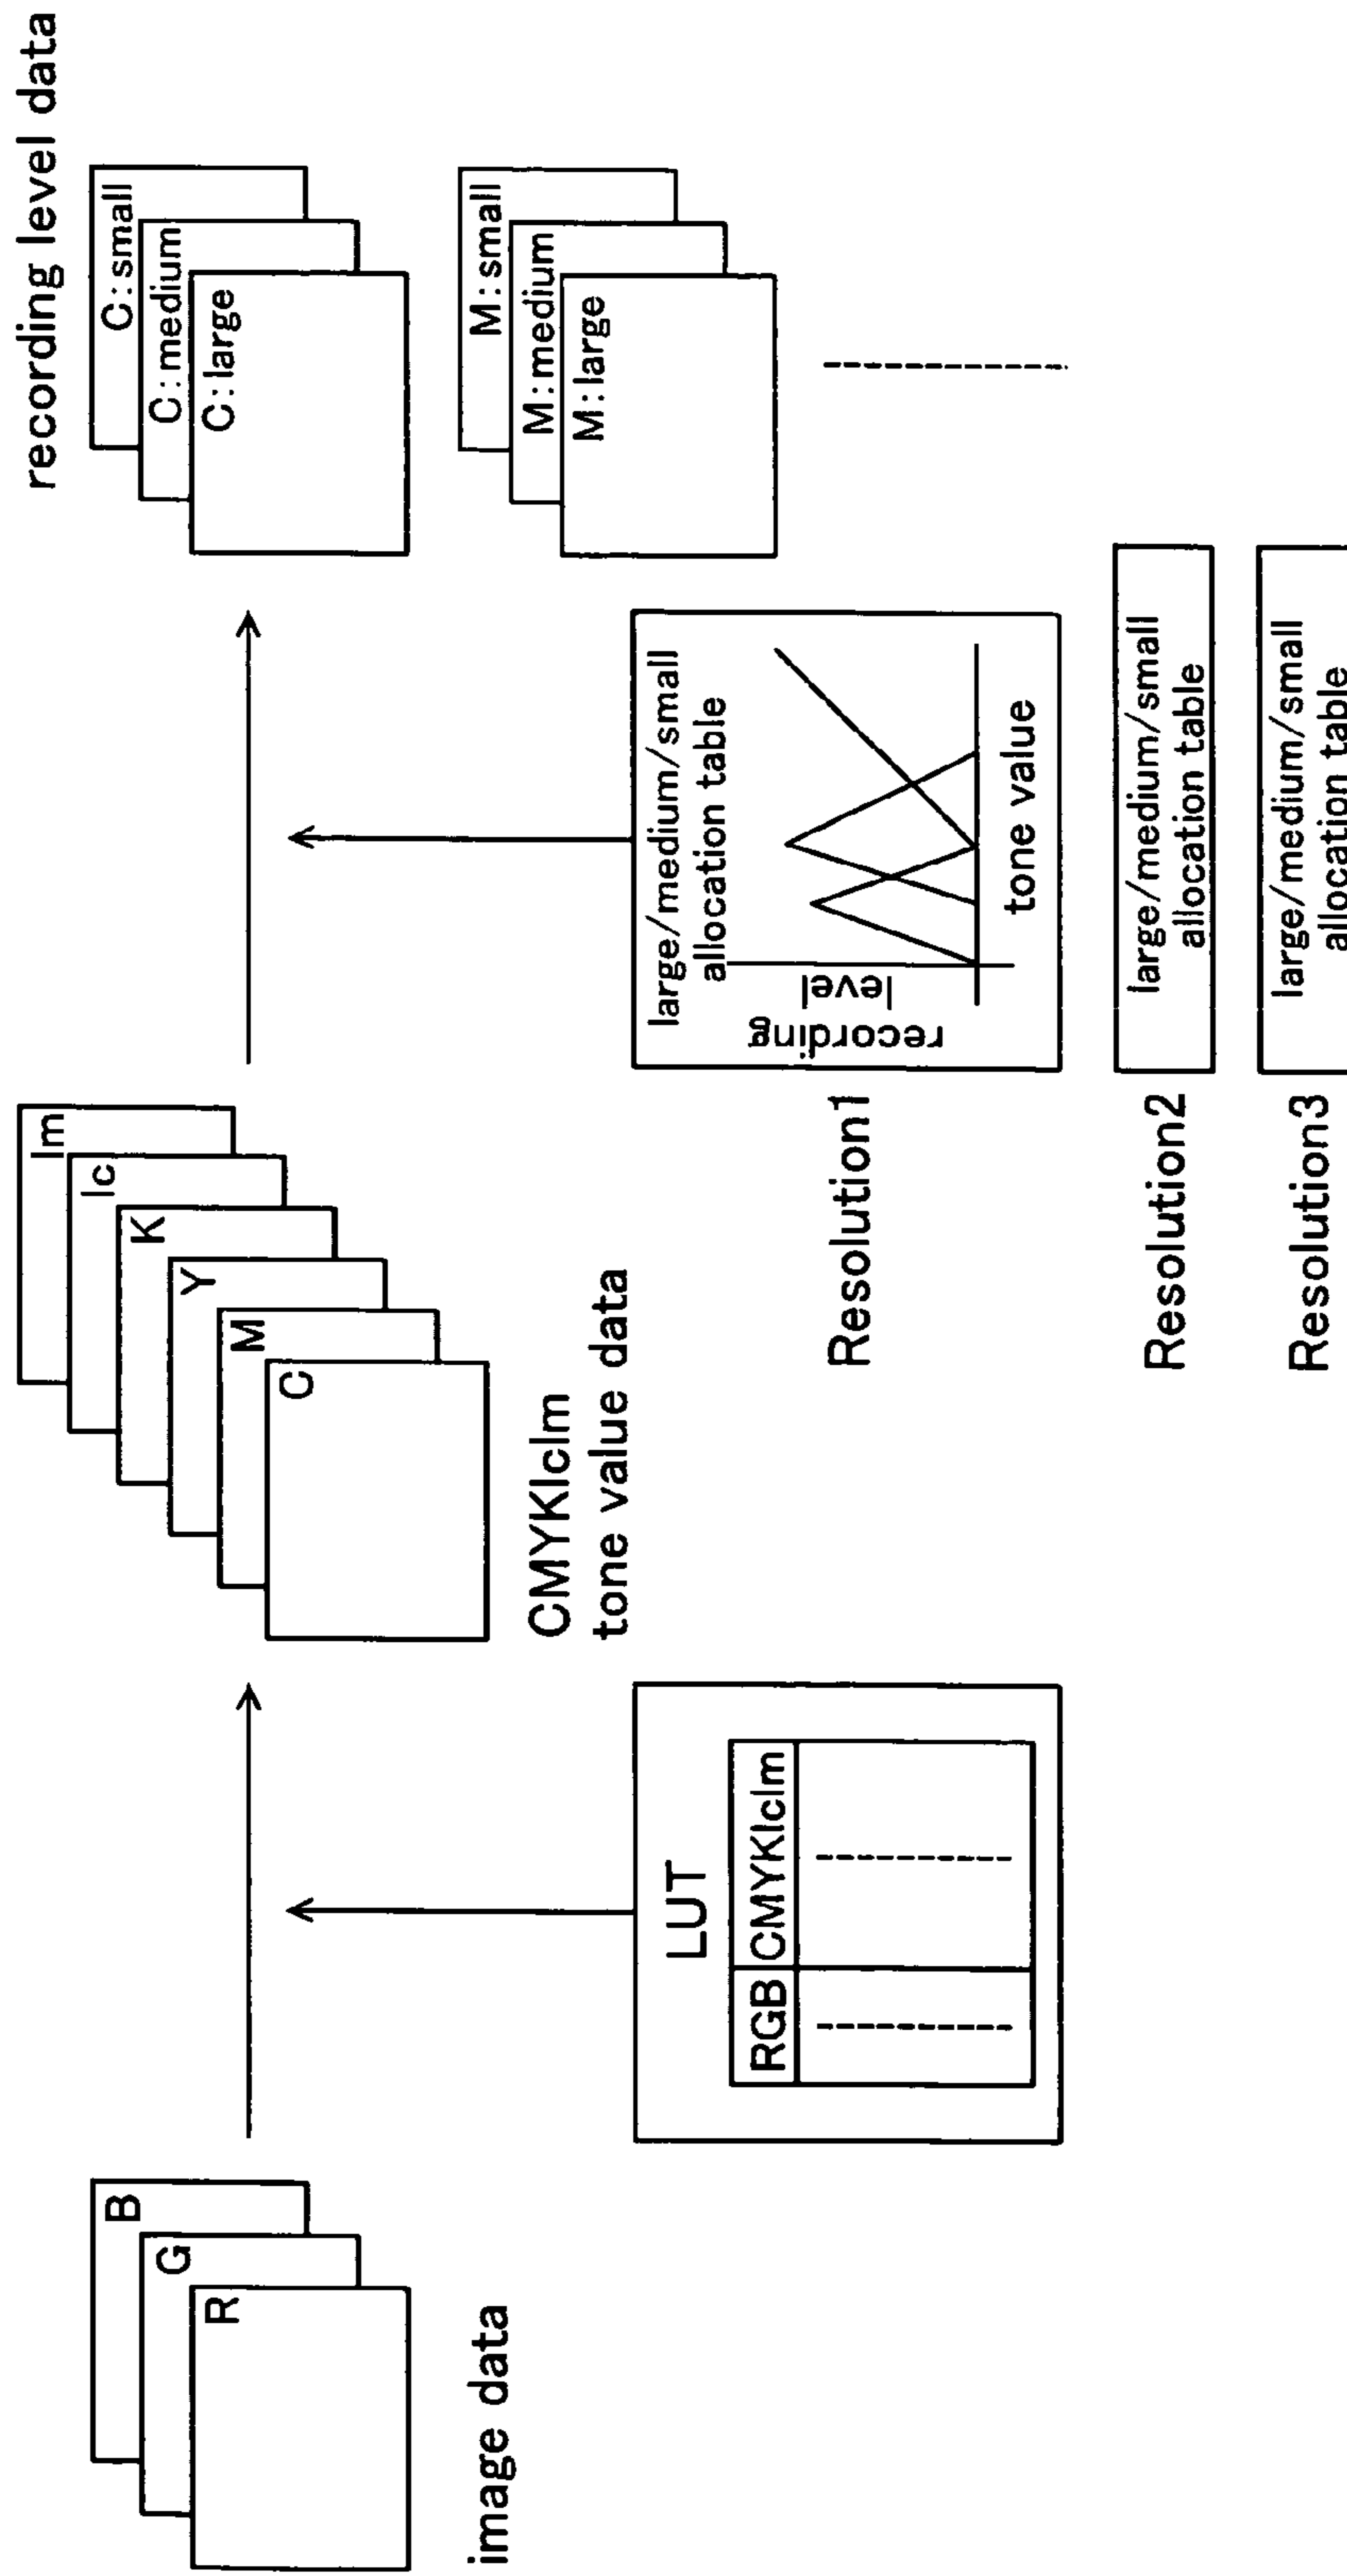 recording level data
B
G
R
image data
lm
lc
K
Y
M
C
CMYKlclm
tone value data
C:small
C:medium
C:large
M:small
M:medium
M:large
LUT
RGB
CMYKlclm
large/medium/small
allocation table
recording
level
tone value
Resolution1
large/medium/small
allocation table
Resolution2
large/medium/small
allocation table
Resolution3